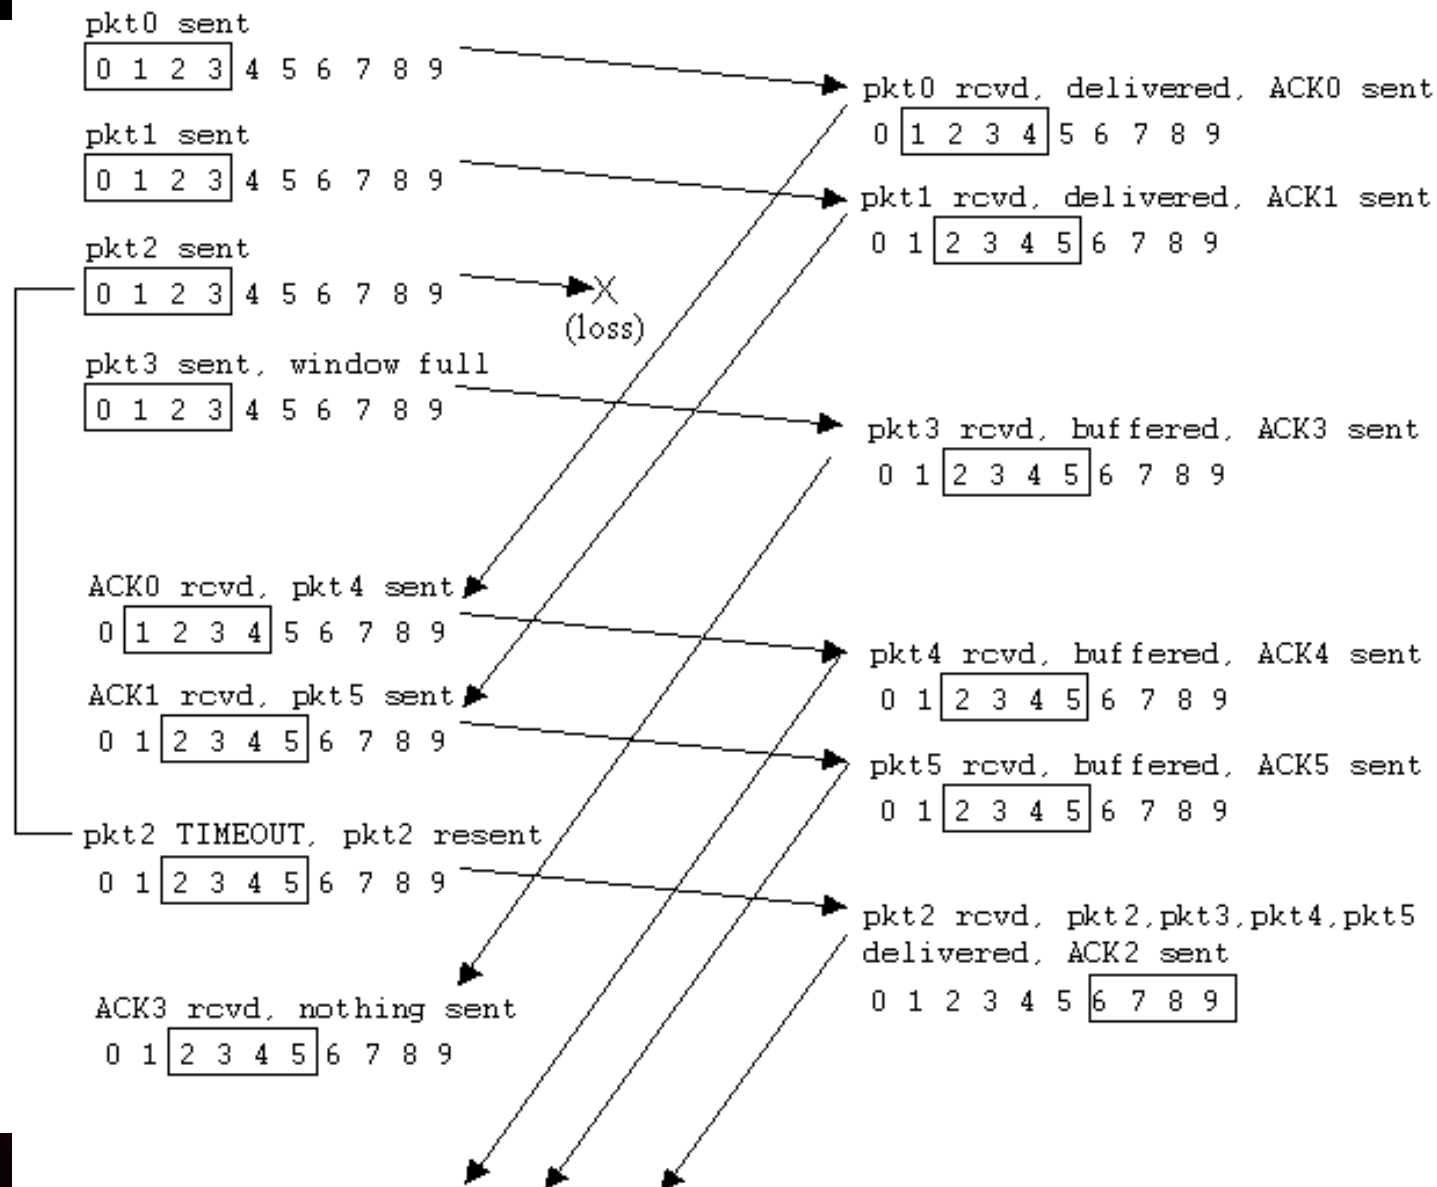 pkt0 sent
0 1 2 3 4 5 6 7 8 9
pkt1 sent
0 1 2 3 4 5 6 7 8 9
pkt2 sent
0 1 2 3 4 5 6 7 8 9
pkt3 sent, window full
0 1 2 3 4 5 6 7 8 9
ACK0 rcvd, pkt4 sent
0 1 2 3 4 5 6 7 8 9
ACK1 rcvd, pkt5 sent
0 1 2 3 4 5 6 7 8 9
pkt2 TIMEOUT, pkt2 resent
0 1 2 3 4 5 6 7 8 9
ACK3 rcvd, nothing sent
0 1 2 3 4 5 6 7 8 9
X
(loss)
pkt0 rcvd, delivered, ACK0 sent
0 1 2 3 4 5 6 7 8 9
pkt1 rcvd, delivered, ACK1 sent
0 1 2 3 4 5 6 7 8 9
pkt3 rcvd, buffered, ACK3 sent
0 1 2 3 4 5 6 7 8 9
pkt4 rcvd, buffered, ACK4 sent
0 1 2 3 4 5 6 7 8 9
pkt5 rcvd, buffered, ACK5 sent
0 1 2 3 4 5 6 7 8 9
pkt2 rcvd, pkt2,pkt3,pkt4,pkt5
delivered, ACK2 sent
0 1 2 3 4 5 6 7 8 9